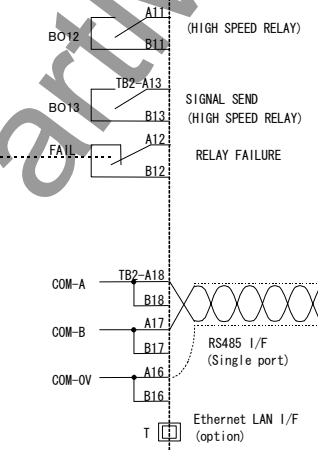 A11
(HIGH SPEED RELAY)
BO12
B11
TB2-A13
SIGNAL SEND
BO13
(HIGH SPEED RELAY)
B13
A12
FAIL
RELAY FAILURE
B12
TB2-A18
COM-A
B18
A17
COM-B
RS485 I/F
B17
(Single port)
A16
COM-0V
B16
Ethernet LAN I/F
T
(option)